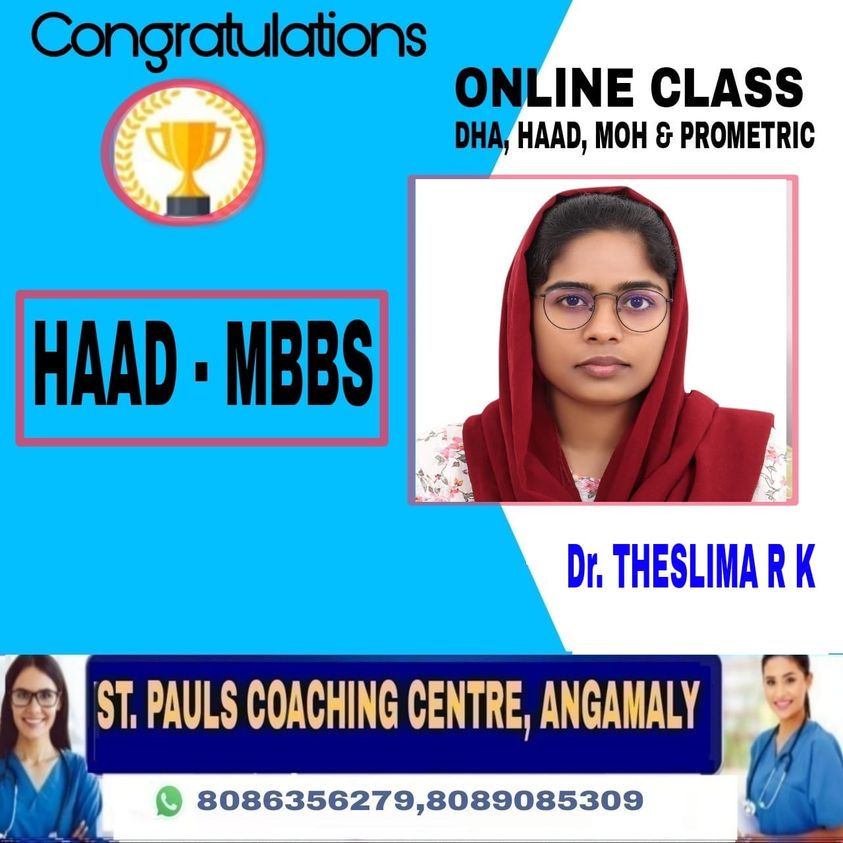 Congratulations
ONLINE CLASS
DHA, HAAD, MOH & PROMETRIC
HAAD - MBBS
Dr. THESLIMA R K
ST. PAULS COACHING CENTRE, ANGAMALY
8086356279,8089085309